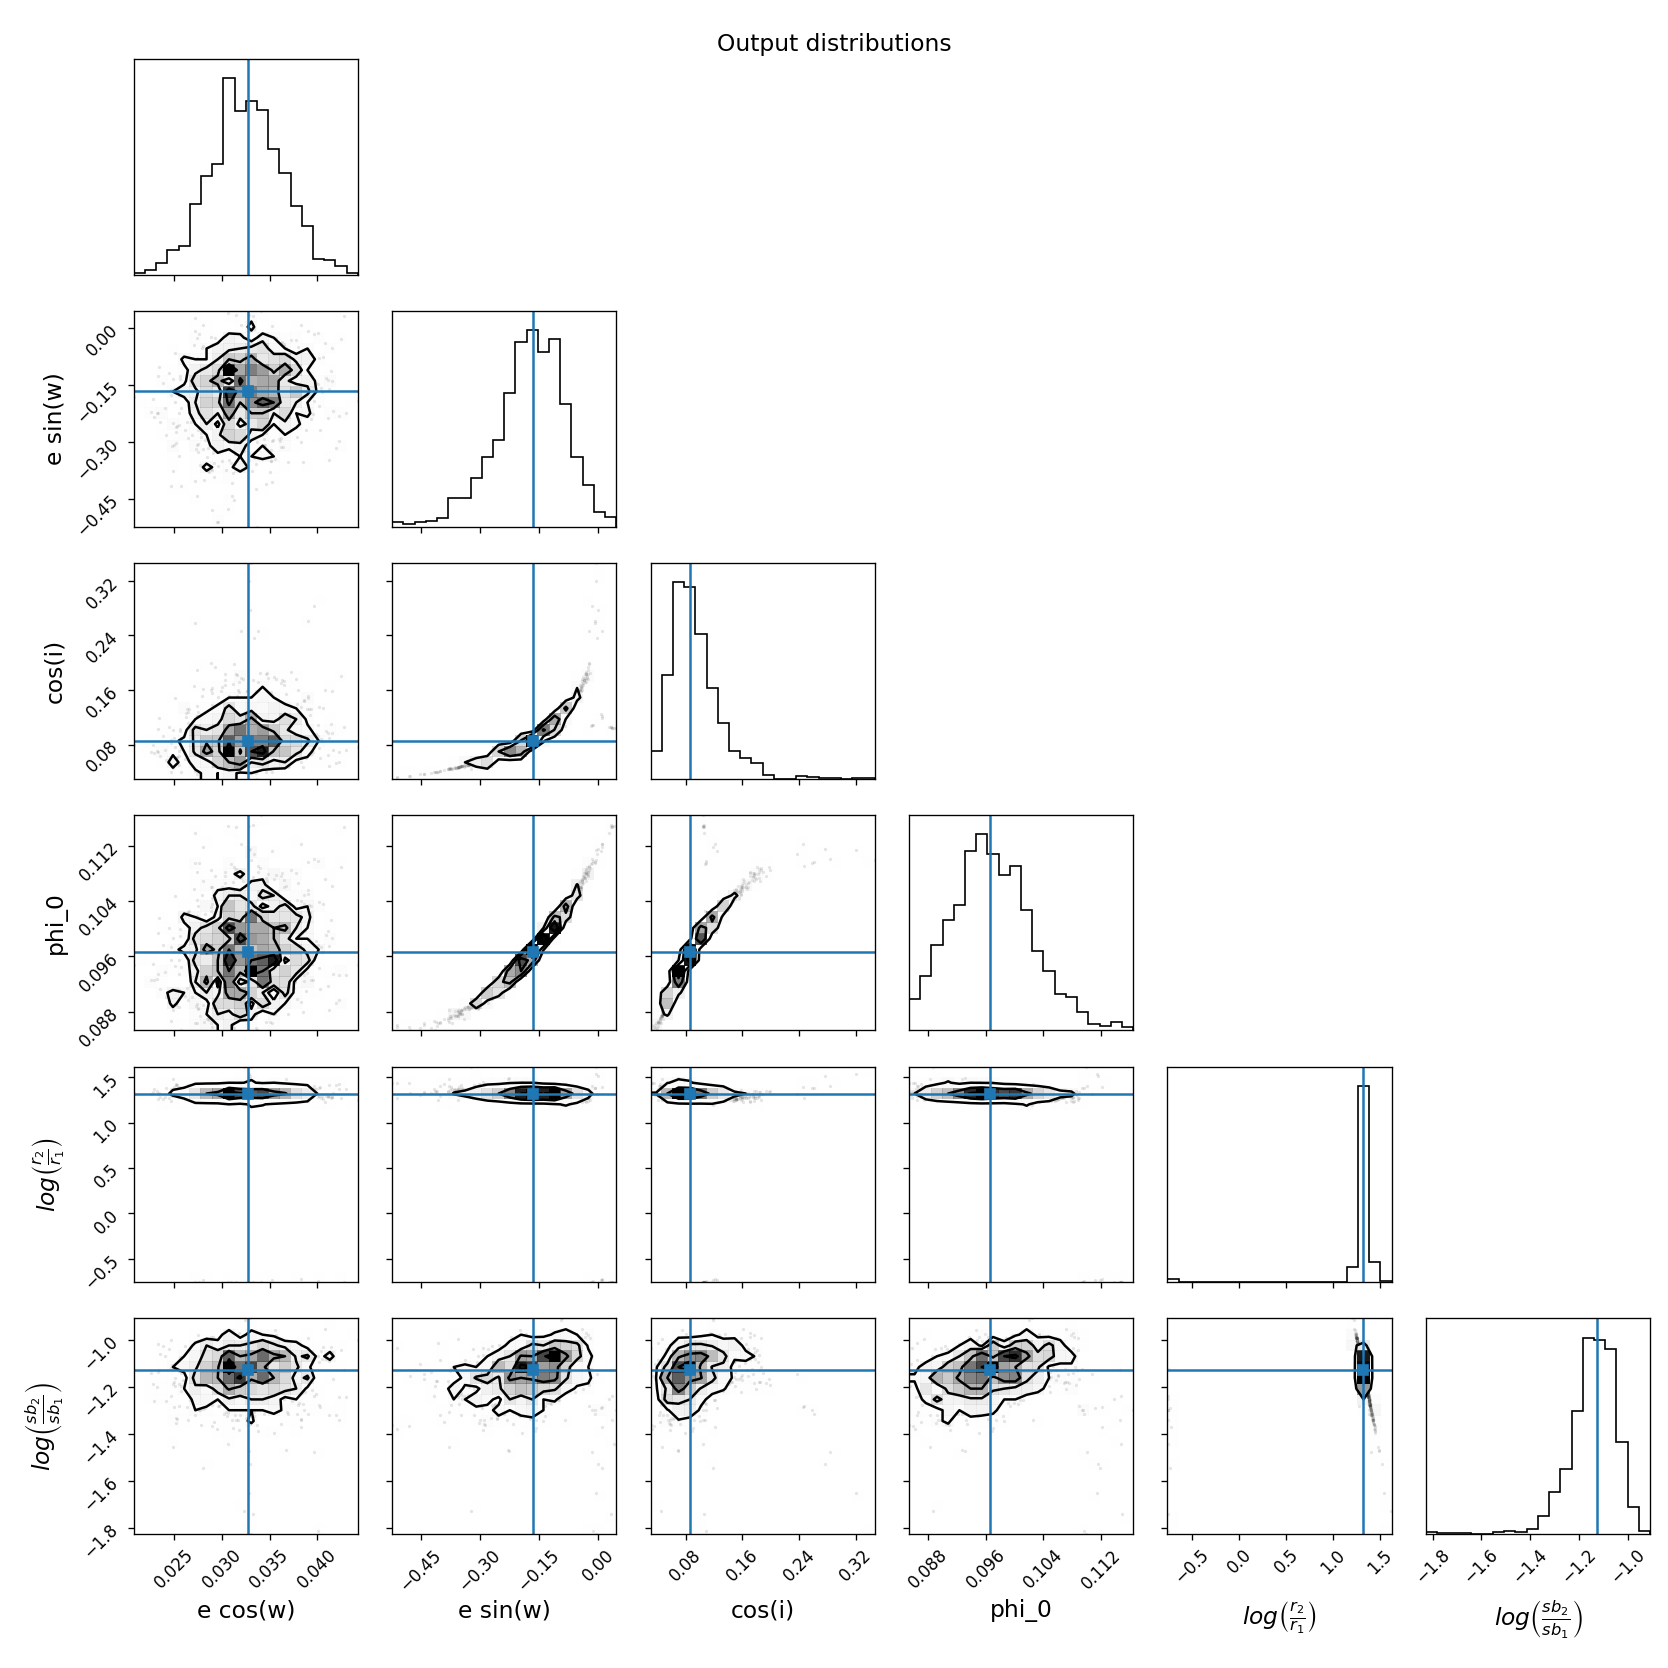 Output distributions
0.00
−0.15
−0.30
−0.45
e sin(w)
0.32
0.24
0.16
0.08
cos(i)
0.112
0.104
0.096
0.088
phi_0
1.5
1.0
0.5
0.0
−0.5
log(r₂/r₁)
−1.0
−1.2
−1.4
−1.6
−1.8
log(sb₂/sb₁)
0.025 0.030 0.035 0.040
e cos(w)
−0.45 −0.30 −0.15 0.00
e sin(w)
0.08 0.16 0.24 0.32
cos(i)
0.088 0.096 0.104 0.112
phi_0
−0.5 0.0 0.5 1.0 1.5
log(r₂/r₁)
−1.8 −1.6 −1.4 −1.2 −1.0
log(sb₂/sb₁)